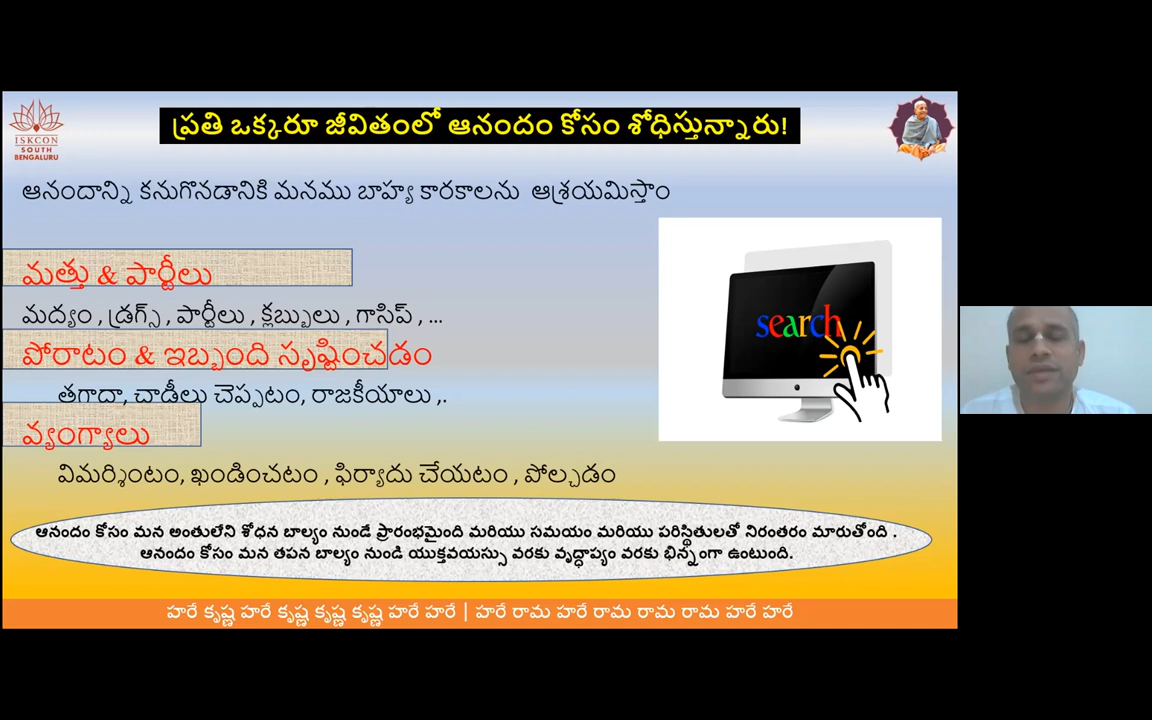 ISKCON
SOUTH
BENGALURU
ప్రతి ఒక్కరూ జీవితంలో ఆనందం కోసం శోధిస్తున్నారు!
ఆనందాన్ని కనుగొనడానికి మనము బాహ్య కారకాలను ఆశ్రయమిస్తాం
మత్తు & పార్టీలు
మద్యం , డ్రగ్స్ , పార్టీలు , క్లబ్బులు , గాసిప్ , ...
search
పోరాటం & ఇబ్బంది సృష్టించడం
తగాదా, చాడీలు చెప్పటం, రాజకీయాలు ,.
వ్యంగ్యాలు
విమర్శింటం, ఖండించటం , ఫిర్యాదు చేయటం , పోల్చడం
ఆనందం కోసం మన అంతులేని శోధన బాల్యం నుండే ప్రారంభమైంది మరియు సమయం మరియు పరిస్థితులతో నిరంతరం మారుతోంది .
ఆనందం కోసం మన తపన బాల్యం నుండి యుక్తవయస్సు వరకు వృద్ధాప్యం వరకు భిన్నంగా ఉంటుంది.
హరే కృష్ణ హరే కృష్ణ కృష్ణ కృష్ణ హరే హరే | హరే రామ హరే రామ రామ రామ హరే హరే